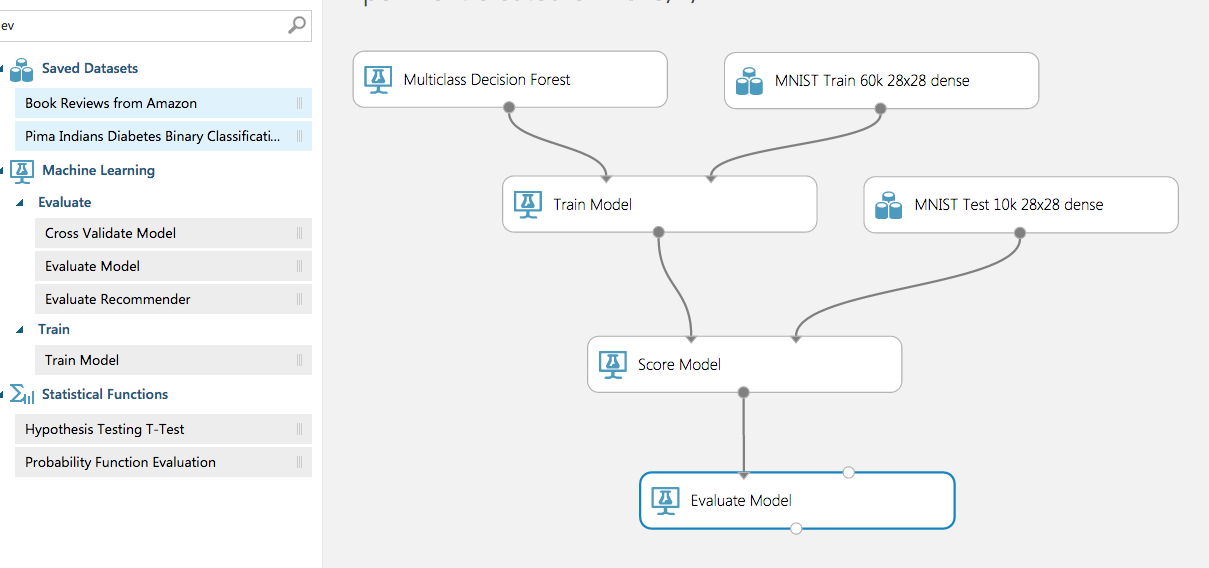 ev
Saved Datasets
Book Reviews from Amazon
Pima Indians Diabetes Binary Classificati...
Machine Learning
Evaluate
Cross Validate Model
Evaluate Model
Evaluate Recommender
Train
Train Model
Statistical Functions
Hypothesis Testing T-Test
Probability Function Evaluation
Multiclass Decision Forest
MNIST Train 60k 28x28 dense
Train Model
MNIST Test 10k 28x28 dense
Score Model
Evaluate Model